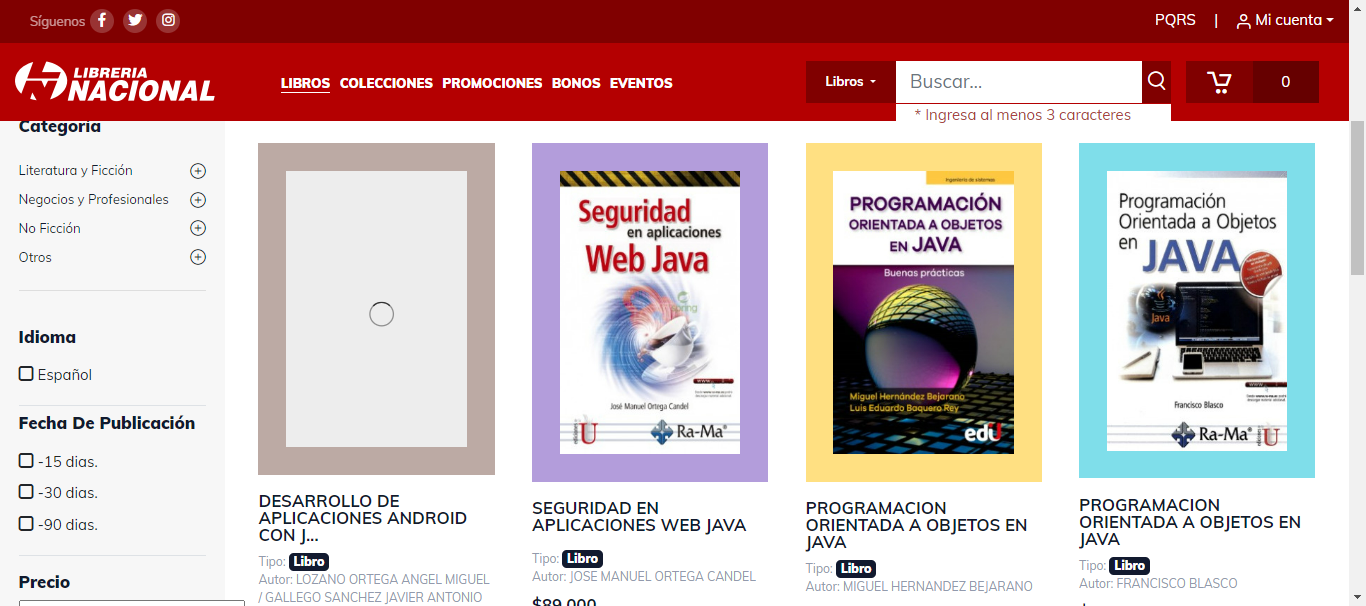 Síguenos
PQRS | Mi cuenta
LIBRERIA
NACIONAL
LIBROS COLECCIONES PROMOCIONES BONOS EVENTOS
Libros
Buscar...
0
* Ingresa al menos 3 caracteres
Categoría
Literatura y Ficción
Negocios y Profesionales
No Ficción
Otros
Idioma
Español
Fecha De Publicación
-15 dias.
-30 dias.
-90 dias.
Precio
DESARROLLO DE
APLICACIONES ANDROID
CON J...
Tipo: Libro
Autor: LOZANO ORTEGA ANGEL MIGUEL
/ GALLEGO SANCHEZ JAVIER ANTONIO
Seguridad
en aplicaciones
Web Java
José Manuel Ortega Candel
Ra-Ma®
SEGURIDAD EN
APLICACIONES WEB JAVA
Tipo: Libro
Autor: JOSE MANUEL ORTEGA CANDEL
$89.000
Ingeniería de sistemas
PROGRAMACIÓN
ORIENTADA A OBJETOS
EN JAVA
Buenas prácticas
Miguel Hernández Bejarano
Luis Eduardo Baquero Rey
ediU
PROGRAMACION
ORIENTADA A OBJETOS EN
JAVA
Tipo: Libro
Autor: MIGUEL HERNANDEZ BEJARANO
Programación
Orientada a Objetos
en JAVA
Java
Francisco Blasco
Ra-Ma®
PROGRAMACION
ORIENTADA A OBJETOS EN
JAVA
Tipo: Libro
Autor: FRANCISCO BLASCO